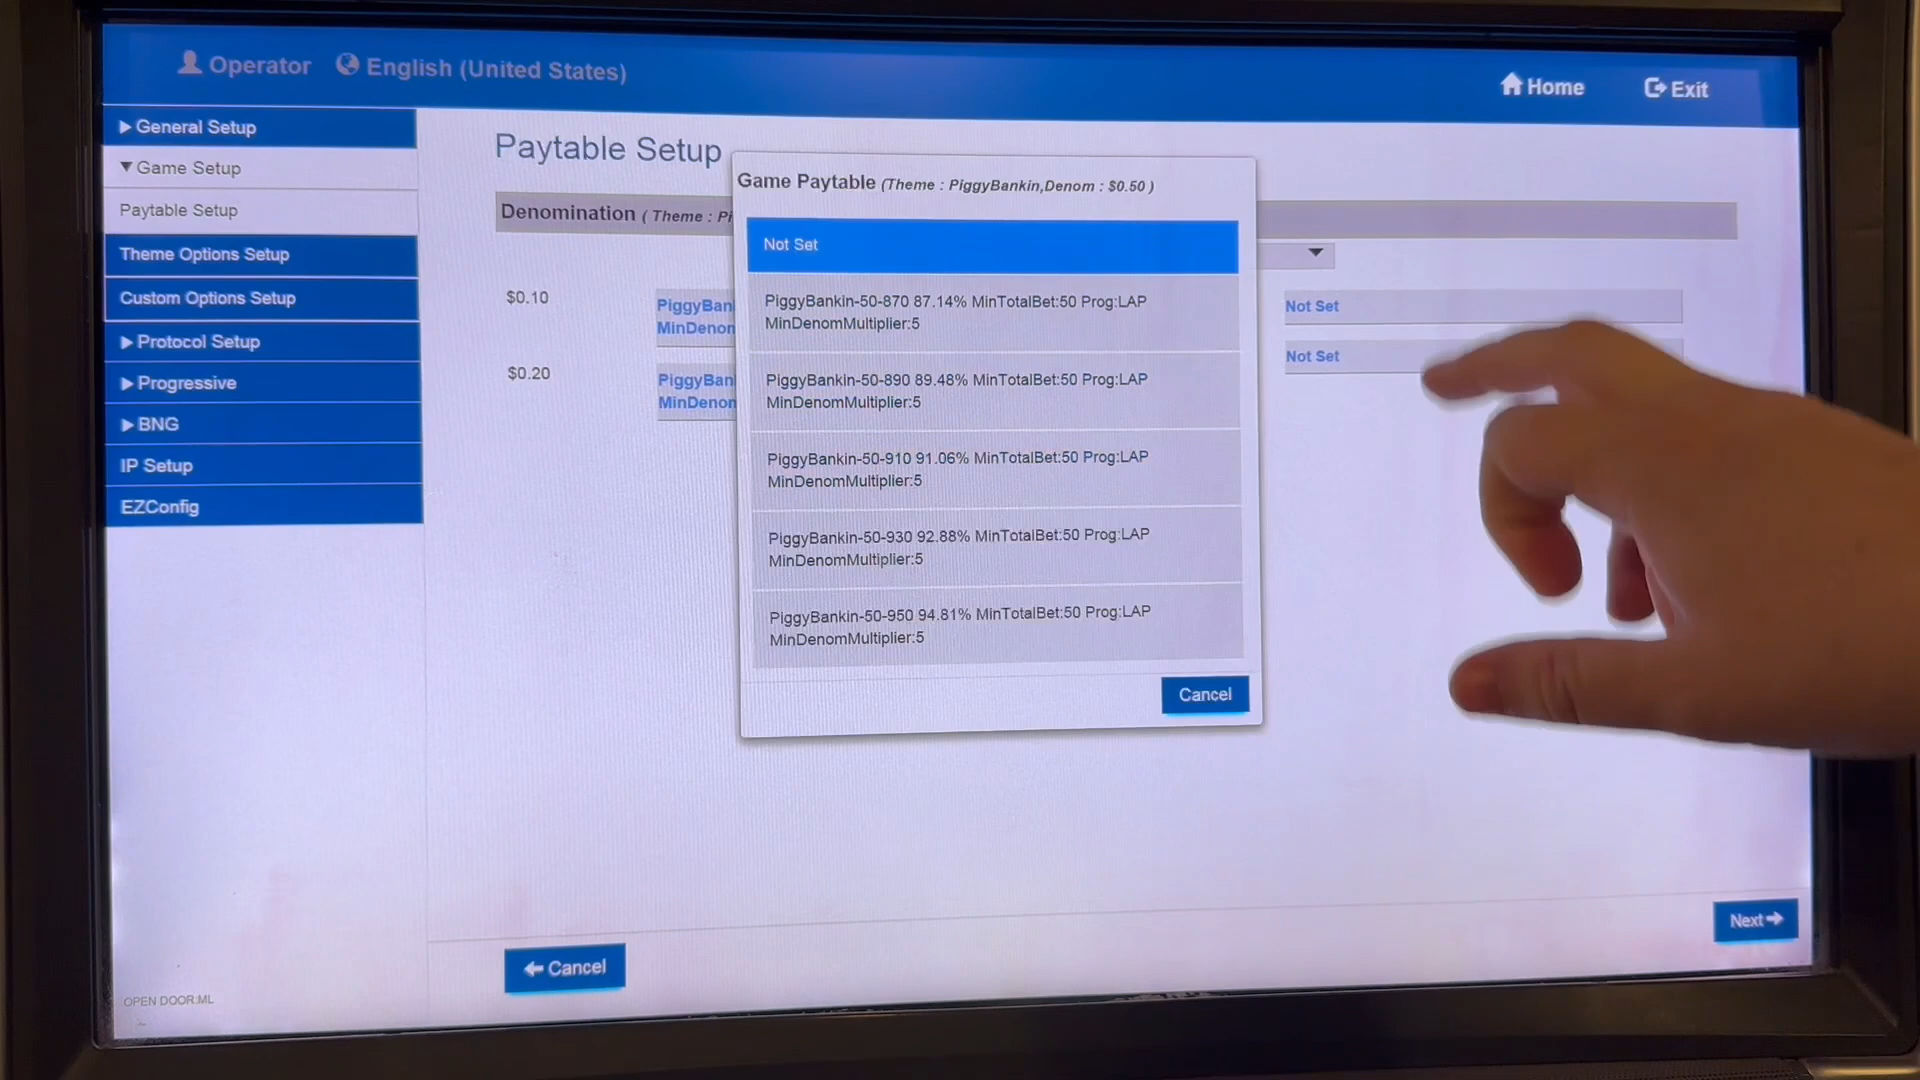 Operator English (United States)
Home Exit
General Setup
Game Setup
Paytable Setup
Theme Options Setup
Custom Options Setup
Protocol Setup
Progressive
BNG
IP Setup
EZConfig
OPEN DOOR:ML
Paytable Setup
Denomination ( Theme : Pi
$0.10
PiggyBan
MinDenom
$0.20
PiggyBan
MinDenom
Game Paytable (Theme : PiggyBankin,Denom : $0.50 )
Not Set
PiggyBankin-50-870 87.14% MinTotalBet:50 Prog:LAP
MinDenomMultiplier:5
PiggyBankin-50-890 89.48% MinTotalBet:50 Prog:LAP
MinDenomMultiplier:5
PiggyBankin-50-910 91.06% MinTotalBet:50 Prog:LAP
MinDenomMultiplier:5
PiggyBankin-50-930 92.88% MinTotalBet:50 Prog:LAP
MinDenomMultiplier:5
PiggyBankin-50-950 94.81% MinTotalBet:50 Prog:LAP
MinDenomMultiplier:5
Cancel
Not Set
Not Set
Cancel
Next